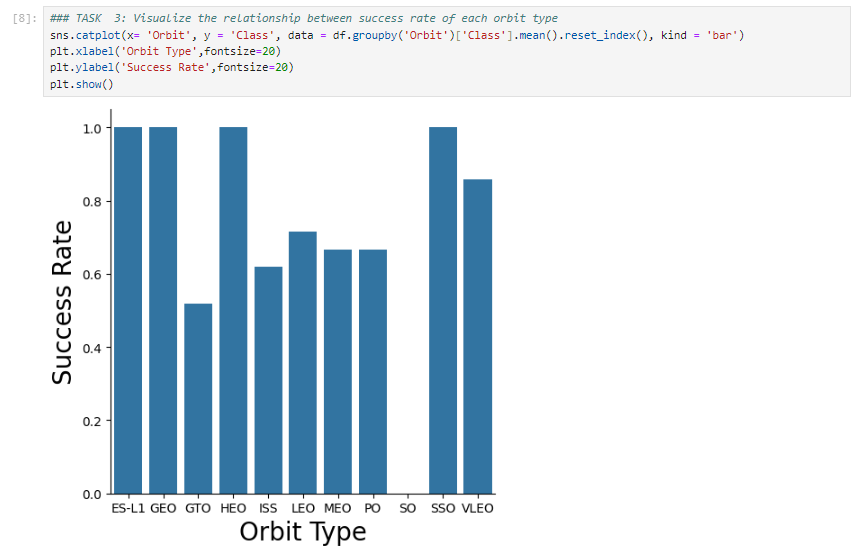 [8]:
### TASK  3: Visualize the relationship between success rate of each orbit type
sns.catplot(x= 'Orbit', y = 'Class', data = df.groupby('Orbit')['Class'].mean().reset_index(), kind = 'bar')
plt.xlabel('Orbit Type',fontsize=20)
plt.ylabel('Success Rate',fontsize=20)
plt.show()
1.0
0.8
0.6
0.4
0.2
0.0
Success Rate
ES-L1 GEO GTO HEO ISS LEO MEO PO SO SSO VLEO
Orbit Type